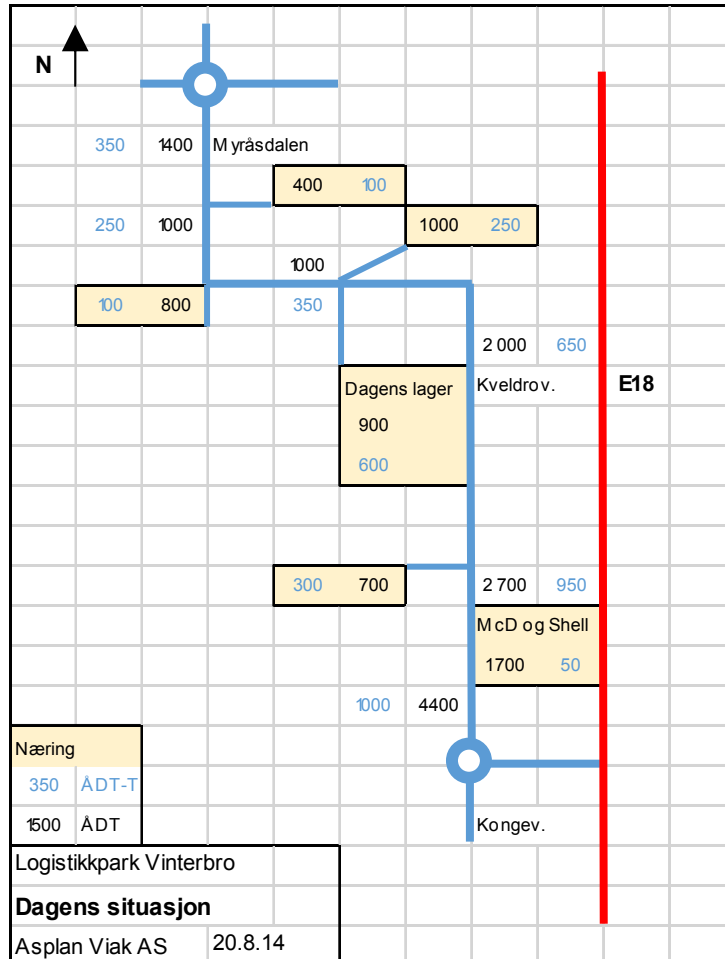 N
350 1400 Myråsdalen
400 100
250 1000
1000 250
1000
100 800
350
2 000 650
Dagens lager
Kveldrov.
E18
900
600
300 700
2 700 950
McD og Shell
1700 50
1000 4400
Næring
350 ÅDT-T
1500 ÅDT
Kongev.
Logistikkpark Vinterbro
Dagens situasjon
Asplan Viak AS 20.8.14